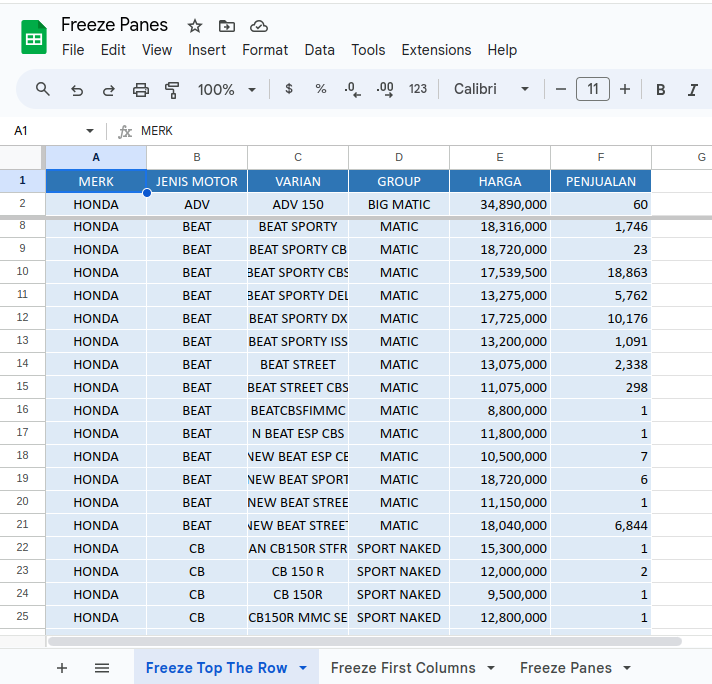 Freeze Panes
File Edit View Insert Format Data Tools Extensions Help
100% $ % .0 .00 123 Calibri 11 B I
A1 fx MERK
A B C D E F G
1 MERK JENIS MOTOR VARIAN GROUP HARGA PENJUALAN
2 HONDA ADV ADV 150 BIG MATIC 34,890,000 60
8 HONDA BEAT BEAT SPORTY MATIC 18,316,000 1,746
9 HONDA BEAT BEAT SPORTY CB MATIC 18,720,000 23
10 HONDA BEAT BEAT SPORTY CBS MATIC 17,539,500 18,863
11 HONDA BEAT BEAT SPORTY DEL MATIC 13,275,000 5,762
12 HONDA BEAT BEAT SPORTY DX MATIC 17,725,000 10,176
13 HONDA BEAT BEAT SPORTY ISS MATIC 13,200,000 1,091
14 HONDA BEAT BEAT STREET MATIC 13,075,000 2,338
15 HONDA BEAT BEAT STREET CBS MATIC 11,075,000 298
16 HONDA BEAT BEATCBSFIMMC MATIC 8,800,000 1
17 HONDA BEAT N BEAT ESP CBS MATIC 11,800,000 1
18 HONDA BEAT NEW BEAT ESP CE MATIC 10,500,000 7
19 HONDA BEAT NEW BEAT SPORT MATIC 18,720,000 6
20 HONDA BEAT NEW BEAT STREE MATIC 11,150,000 1
21 HONDA BEAT NEW BEAT STREET MATIC 18,040,000 6,844
22 HONDA CB AN CB150R STFR SPORT NAKED 15,300,000 1
23 HONDA CB CB 150 R SPORT NAKED 12,000,000 2
24 HONDA CB CB 150R SPORT NAKED 9,500,000 1
25 HONDA CB CB150R MMC SE SPORT NAKED 12,800,000 1
Freeze Top The Row Freeze First Columns Freeze Panes